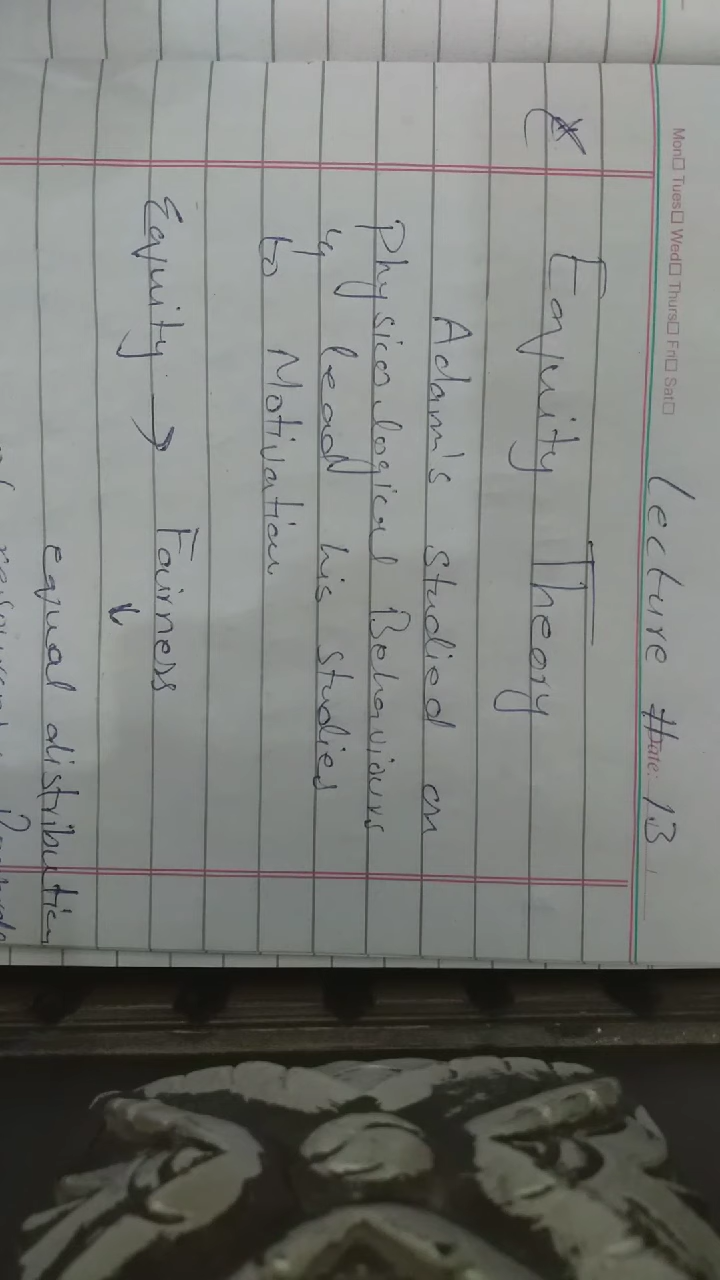 Lecture # 13
Mon Tues Wed Thurs Fri Sat Date:
Equity Theory
Adam's studied on
Physicological Behaviours
& lead his studies
to Motivation
Equity → Fairness
↓
equal distribution